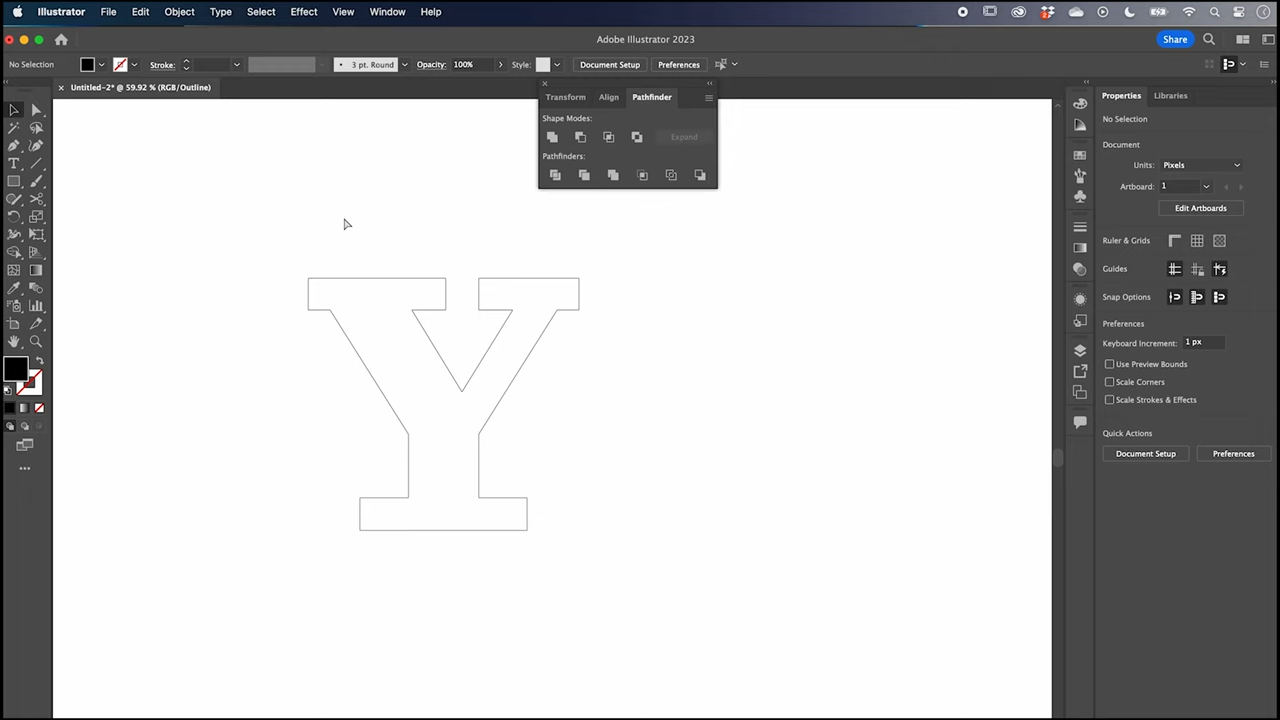 Illustrator File Edit Object Type Select Effect View Window Help
Adobe Illustrator 2023
Share
No Selection Stroke: 3 pt. Round Opacity: 100% Style: Document Setup Preferences
Untitled-2* @ 59.92 % (RGB/Outline)
Transform Align Pathfinder
Shape Modes:
Expand
Pathfinders:
Y
Properties Libraries
No Selection
Document
Units: Pixels
Artboard: 1
Edit Artboards
Ruler & Grids
Guides
Snap Options
Preferences
Keyboard Increment: 1 px
Use Preview Bounds
Scale Corners
Scale Strokes & Effects
Quick Actions
Document Setup Preferences